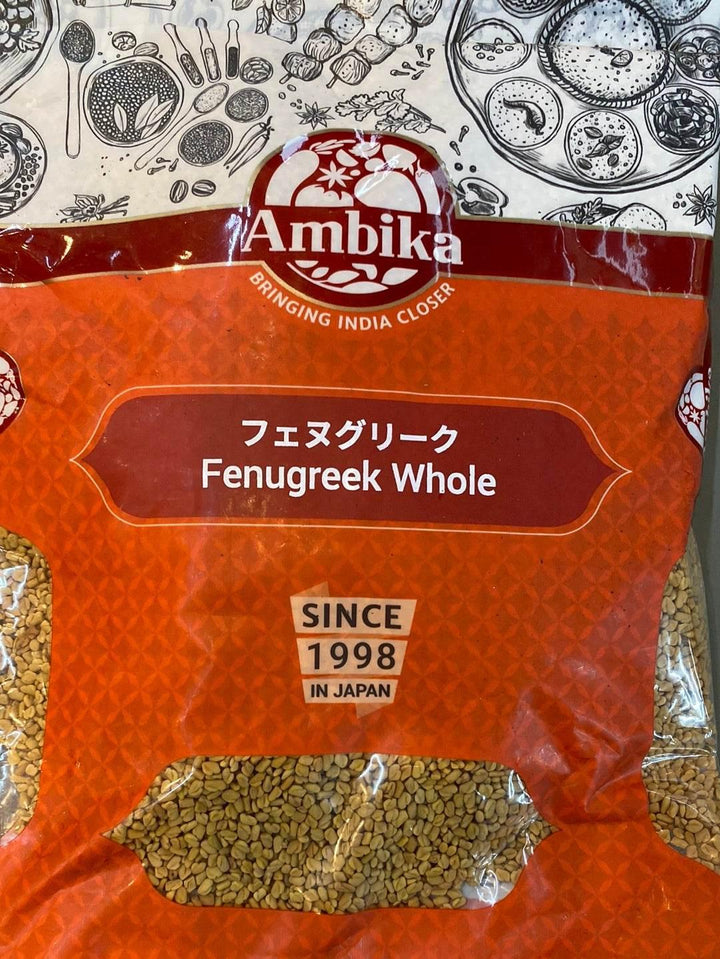 Ambika
BRINGING INDIA CLOSER
フェヌグリーク
Fenugreek Whole
SINCE
1998
IN JAPAN